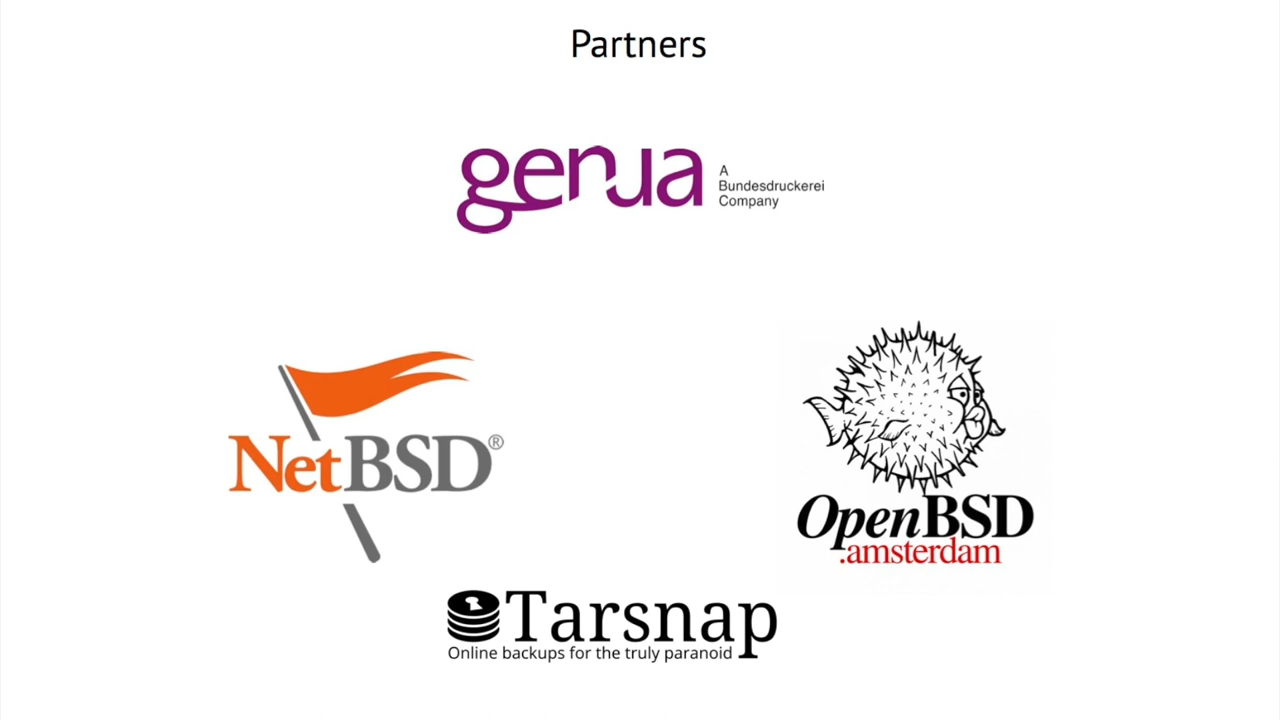 Partners
genua
A
Bundesdruckerei
Company
NetBSD®
OpenBSD
.amsterdam
Tarsnap
Online backups for the truly paranoid